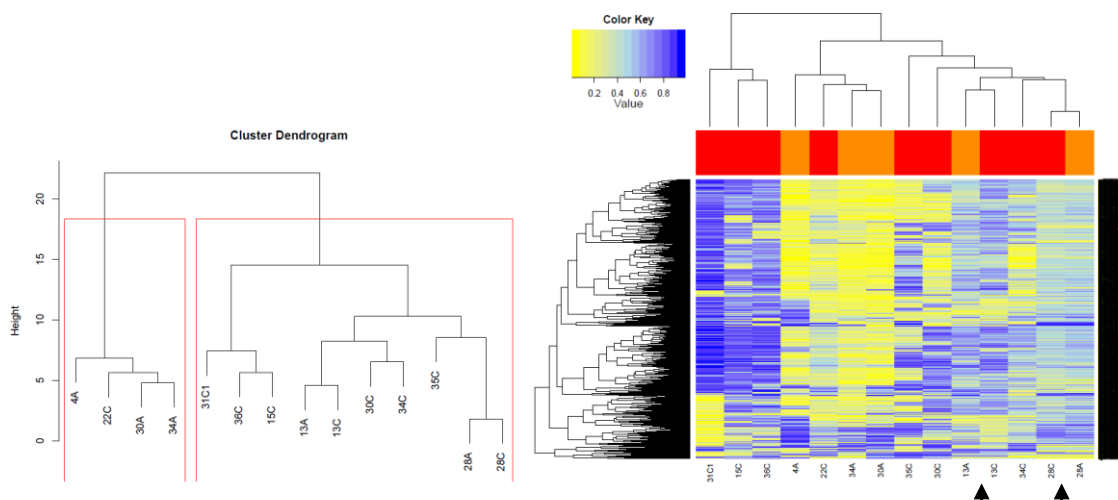 Color Key
0.2 0.4 0.6 0.8
Value
Cluster Dendrogram
Height
20
15
10
5
0
4A
22C
30A
34A
31C1
36C
15C
13A
13C
30C
34C
35C
28A
28C
31C1
15C
36C
4A
22C
34A
30A
35C
30C
13A
13C
34C
28C
28A